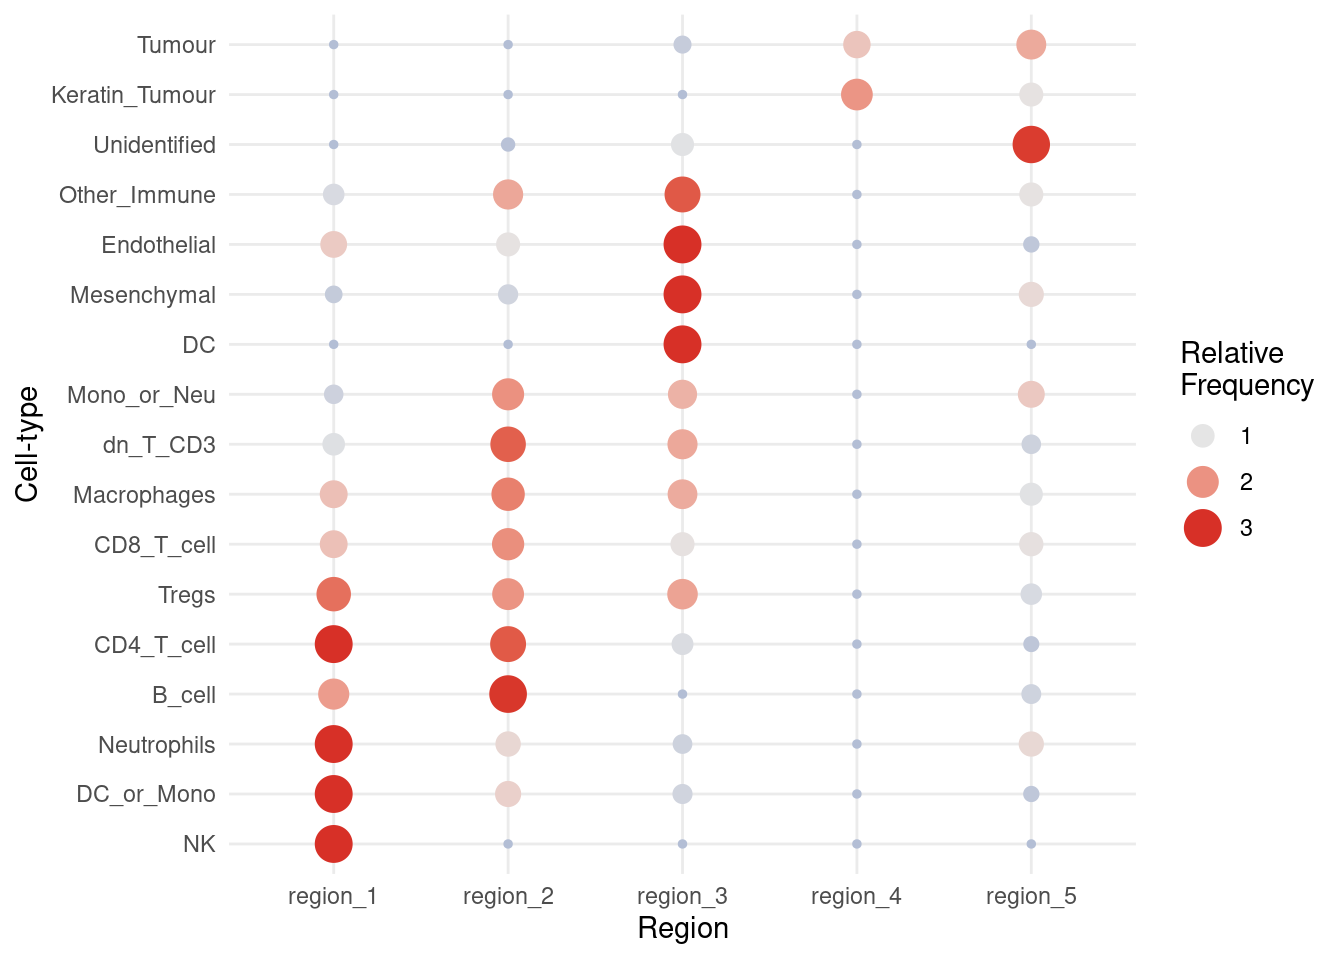 Tumour
Keratin_Tumour
Unidentified
Other_Immune
Endothelial
Mesenchymal
DC
Mono_or_Neu
dn_T_CD3
Macrophages
CD8_T_cell
Tregs
CD4_T_cell
B_cell
Neutrophils
DC_or_Mono
NK
Cell-type
region_1 region_2 region_3 region_4 region_5
Region
Relative
Frequency
1
2
3